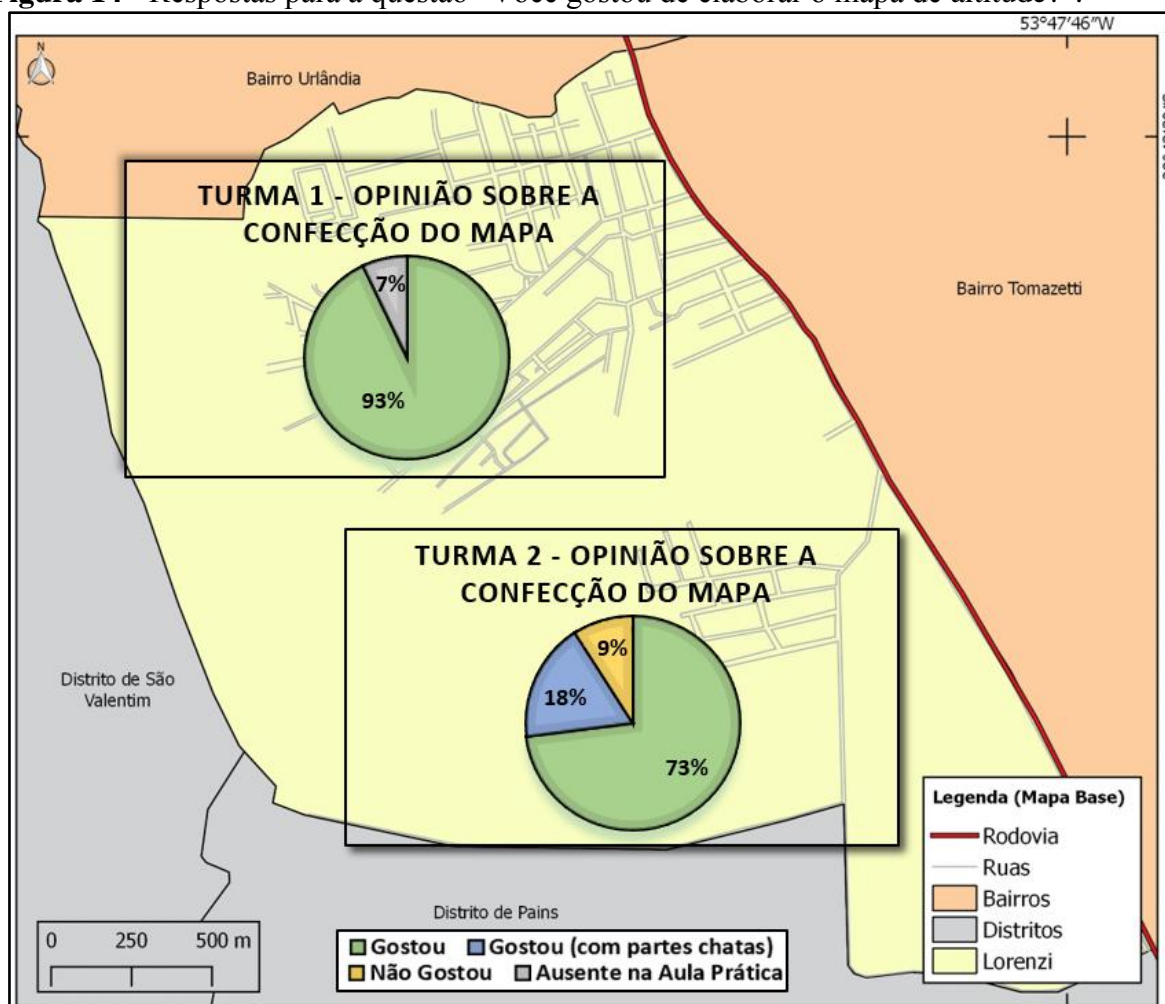 Figura 14 - Respostas para a questão "Você gostou de elaborar o mapa de altitude?".
53°47'46"W
N
Bairro Urlândia
TURMA 1 - OPINIÃO SOBRE A
CONFECÇÃO DO MAPA
7%
93%
Bairro Tomazetti
TURMA 2 - OPINIÃO SOBRE A
CONFECÇÃO DO MAPA
9%
18%
73%
Distrito de São
Valentim
Distrito de Pains
0 250 500 m
Gostou Gostou (com partes chatas)
Não Gostou Ausente na Aula Prática
Legenda (Mapa Base)
Rodovia
Ruas
Bairros
Distritos
Lorenzi